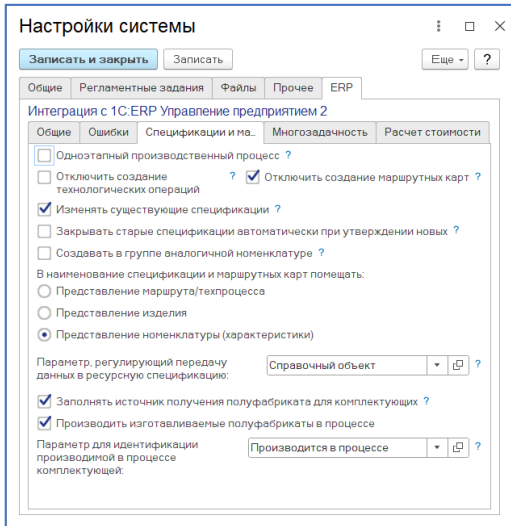 Настройки системы
Записать и закрыть Записать Еще ?
Общие Регламентные задания Файлы Прочее ERP
Интеграция с 1С:ERP Управление предприятием 2
Общие Ошибки Спецификации и ма... Многозадачность Расчет стоимости
Одноэтапный производственный процесс ?
Отключить создание ? Отключить создание маршрутных карт ?
технологических операций
Изменять существующие спецификации ?
Закрывать старые спецификации автоматически при утверждении новых ?
Создавать в группе аналогичной номенклатуре ?
В наименование спецификации и маршрутных карт помещать:
Представление маршрута/техпроцесса
Представление изделия
Представление номенклатуры (характеристики)
Параметр, регулирующий передачу Справочный объект ?
данных в ресурсную спецификацию:
Заполнять источник получения полуфабриката для комплектующих ?
Производить изготавливаемые полуфабрикаты в процессе
Параметр для идентификации Производится в процессе ?
производимой в процессе
комплектующей: